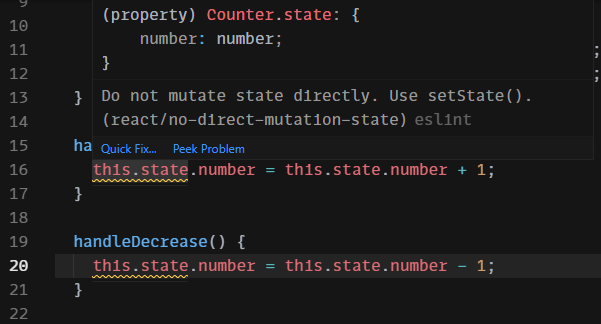 9
(property) Counter.state: {
10
number: number;
11
}
;
12
;
Do not mutate state directly. Use setState().
13 }
(react/no-direct-mutation-state) eslint
14
15 ha
Quick Fix... Peek Problem
16 this.state.number = this.state.number + 1;
17 }
18
19 handleDecrease() {
20 this.state.number = this.state.number - 1;
21 }
22